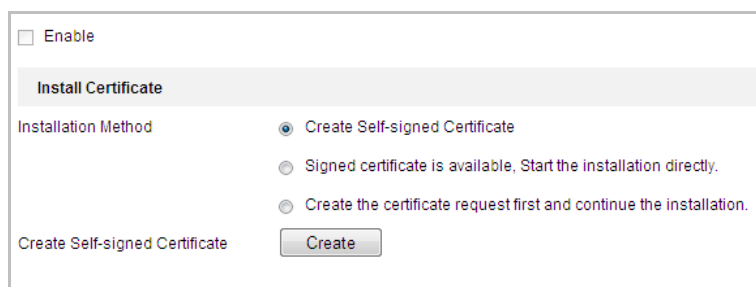 Enable
Install Certificate
Installation Method
Create Self-signed Certificate
Signed certificate is available, Start the installation directly.
Create the certificate request first and continue the installation.
Create Self-signed Certificate
Create